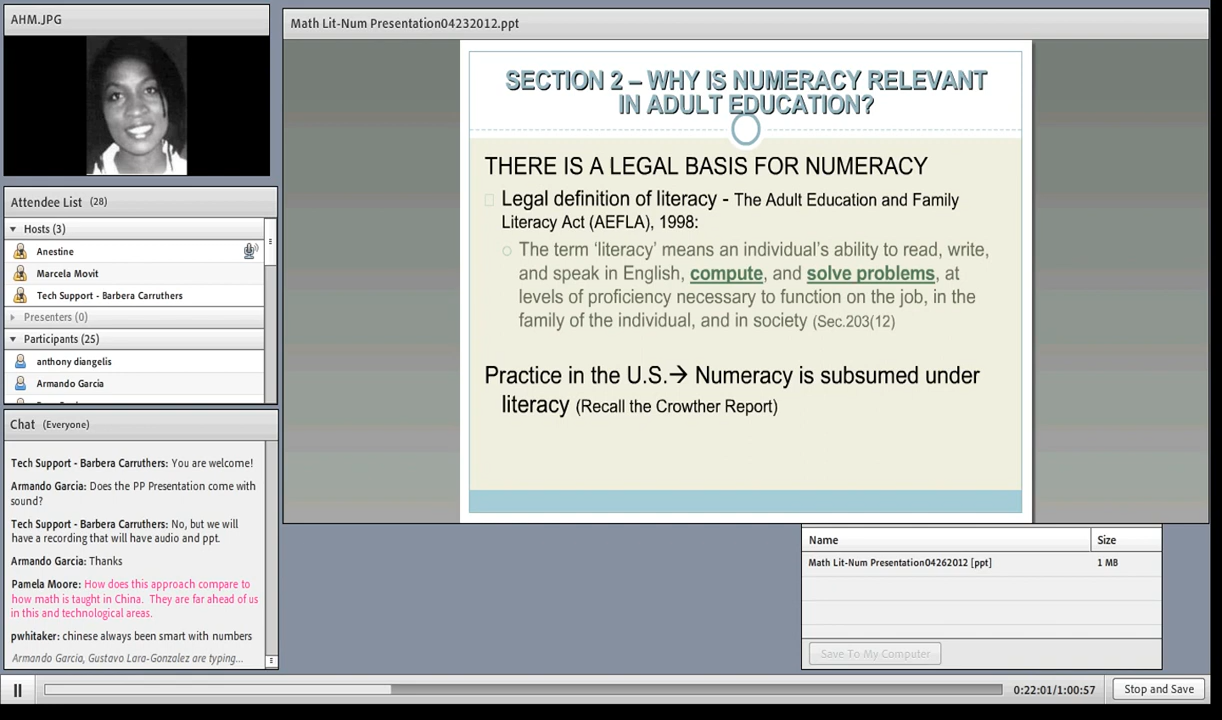 AHM.JPG
Attendee List (28)
Hosts (3)
Anestine
Marcela Movit
Tech Support - Barbera Carruthers
Presenters (0)
Participants (25)
anthony diangelis
Armando Garcia
Chat (Everyone)
Tech Support - Barbera Carruthers: You are welcome!
Armando Garcia: Does the PP Presentation come with
sound?
Tech Support - Barbera Carruthers: No, but we will
have a recording that will have audio and ppt.
Armando Garcia: Thanks
Pamela Moore: How does this approach compare to
how math is taught in China. They are far ahead of us
in this and technological areas.
pwhitaker: chinese always been smart with numbers
Armando Garcia, Gustavo Lara-Gonzalez are typing...
Math Lit-Num Presentation04232012.ppt
SECTION 2 – WHY IS NUMERACY RELEVANT
IN ADULT EDUCATION?
THERE IS A LEGAL BASIS FOR NUMERACY
Legal definition of literacy - The Adult Education and Family
Literacy Act (AEFLA), 1998:
The term ‘literacy’ means an individual’s ability to read, write,
and speak in English, compute, and solve problems, at
levels of proficiency necessary to function on the job, in the
family of the individual, and in society (Sec.203(12)
Practice in the U.S.→ Numeracy is subsumed under
literacy (Recall the Crowther Report)
Name Size
Math Lit-Num Presentation04262012 [ppt] 1 MB
Save To My Computer
0:22:01/1:00:57 Stop and Save